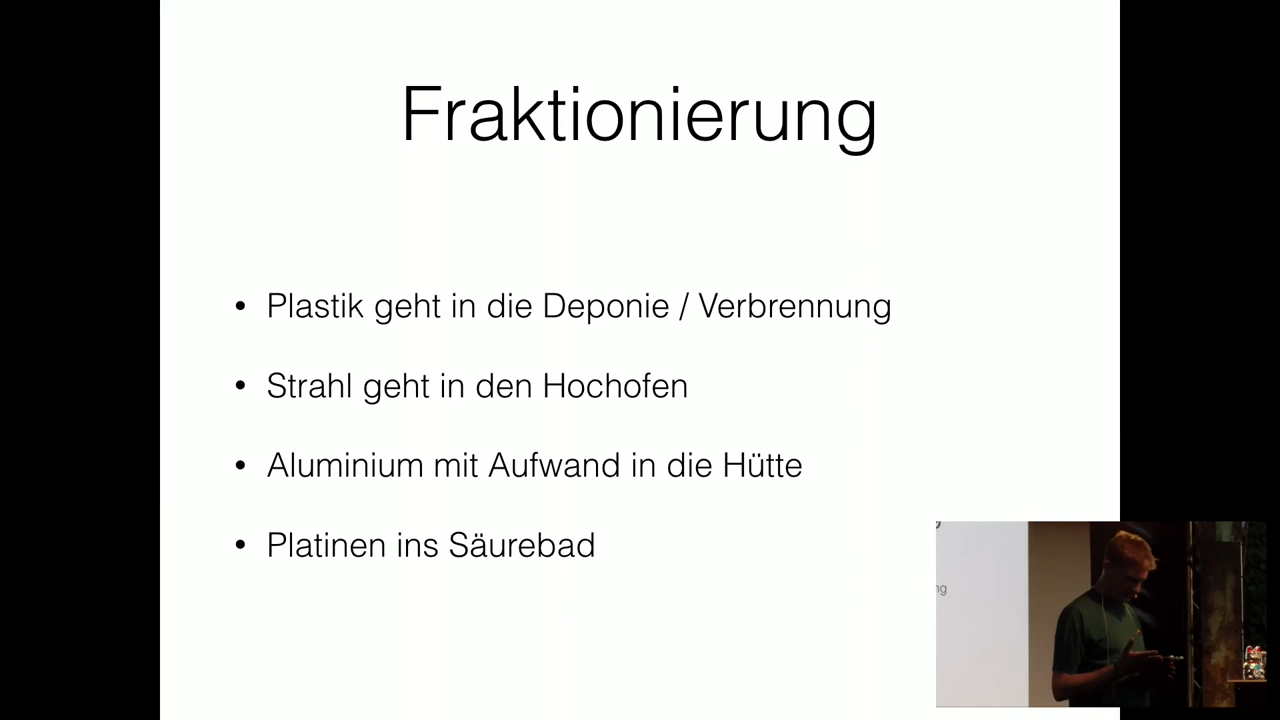 Fraktionierung
• Plastik geht in die Deponie / Verbrennung
• Strahl geht in den Hochofen
• Aluminium mit Aufwand in die Hütte
• Platinen ins Säurebad
ng